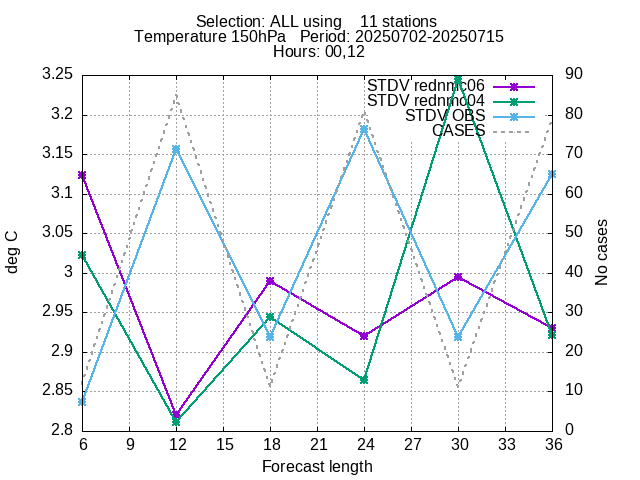 Selection: ALL using    11 stations
Temperature 150hPa   Period: 20250702-20250715
Hours: 00,12
STDV rednmc06
STDV rednmc04
STDV OBS
CASES
deg C
3.25
3.2
3.15
3.1
3.05
3
2.95
2.9
2.85
2.8
90
80
70
60
50
40
30
20
10
0
No cases
6 9 12 15 18 21 24 27 30 33 36
Forecast length